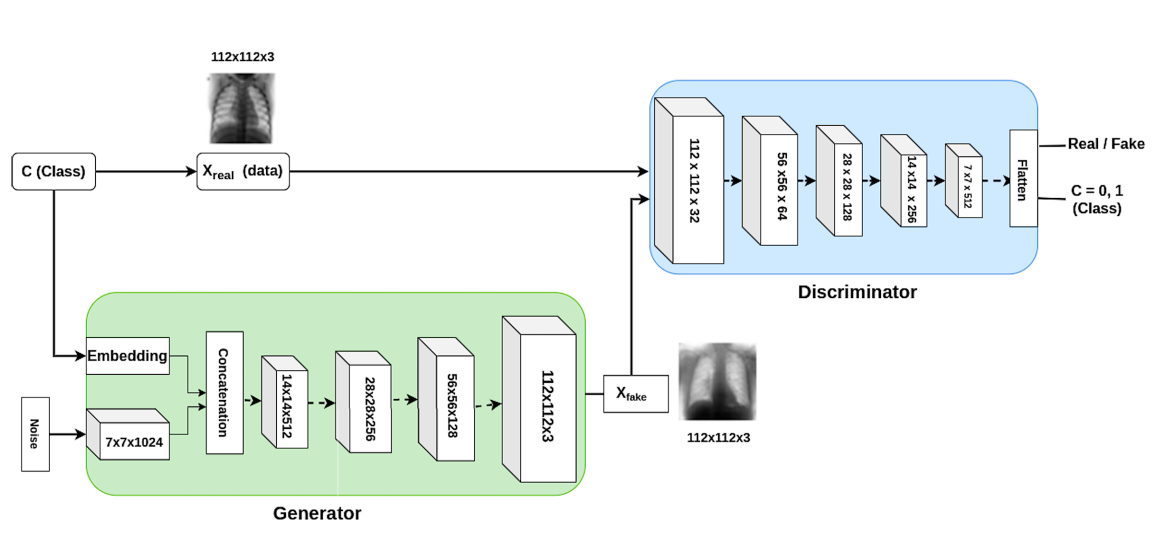 112x112x3
C (Class)
Xreal (data)
112 x 112 x 32
56 x56 x 64
28 x 28 x 128
14 x14 x 256
7 x7 x 512
Flatten
Real / Fake
C = 0, 1
(Class)
Discriminator
Embedding
Noise
7x7x1024
Concatenation
14x14x512
28x28x256
56x56x128
112x112x3
Xfake
112x112x3
Generator